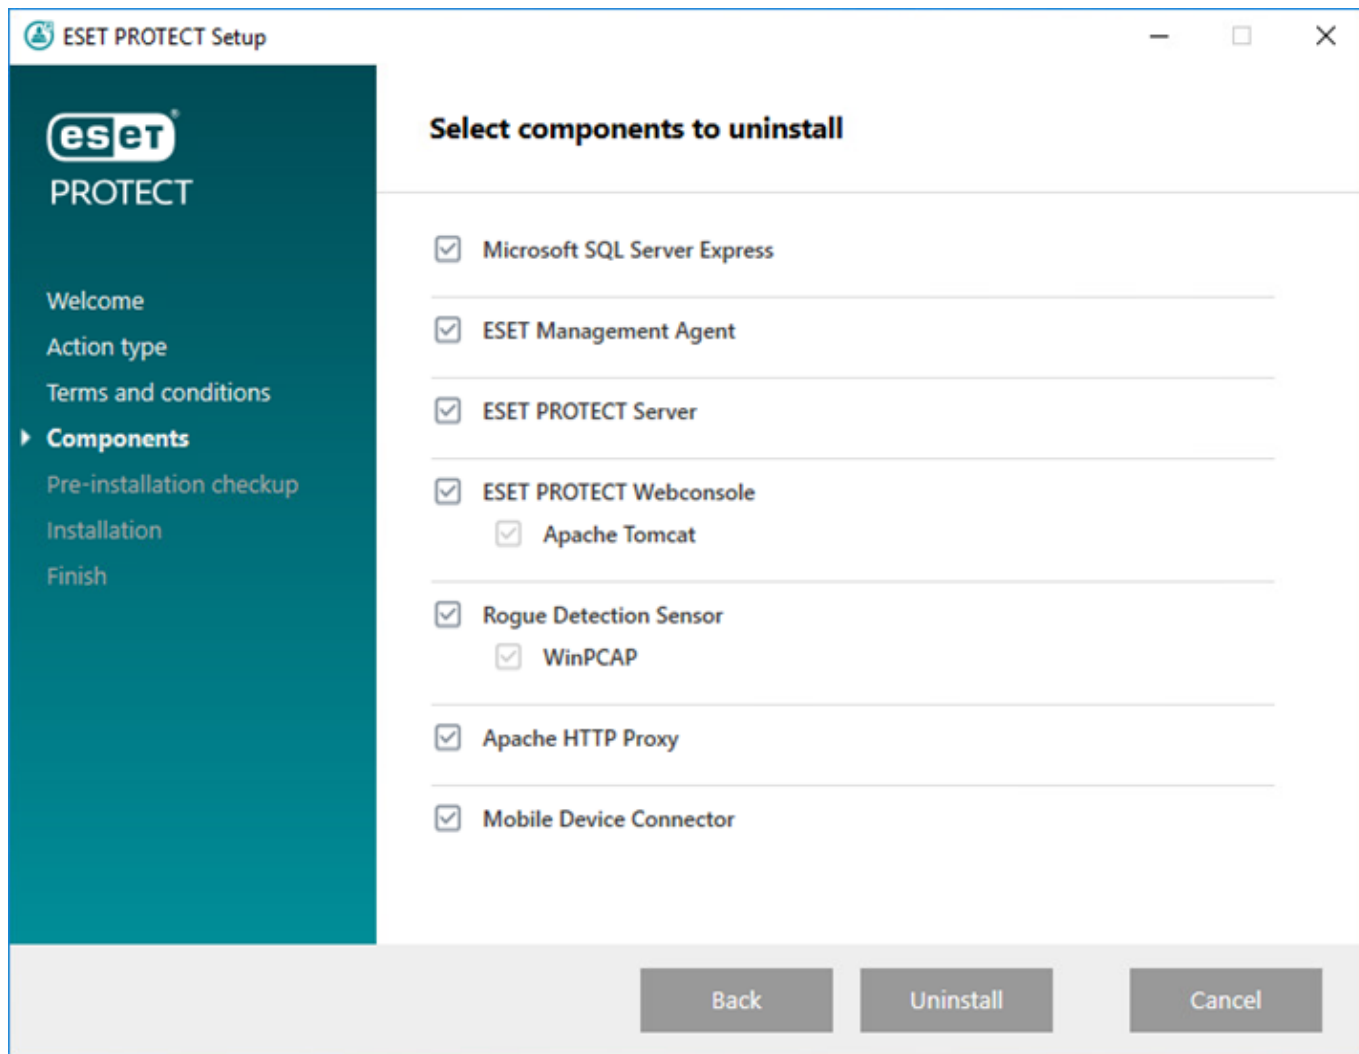 ESET PROTECT Setup
eseT®
PROTECT
Welcome
Action type
Terms and conditions
Components
Pre-installation checkup
Installation
Finish
Select components to uninstall
Microsoft SQL Server Express
ESET Management Agent
ESET PROTECT Server
ESET PROTECT Webconsole
Apache Tomcat
Rogue Detection Sensor
WinPCAP
Apache HTTP Proxy
Mobile Device Connector
Back
Uninstall
Cancel